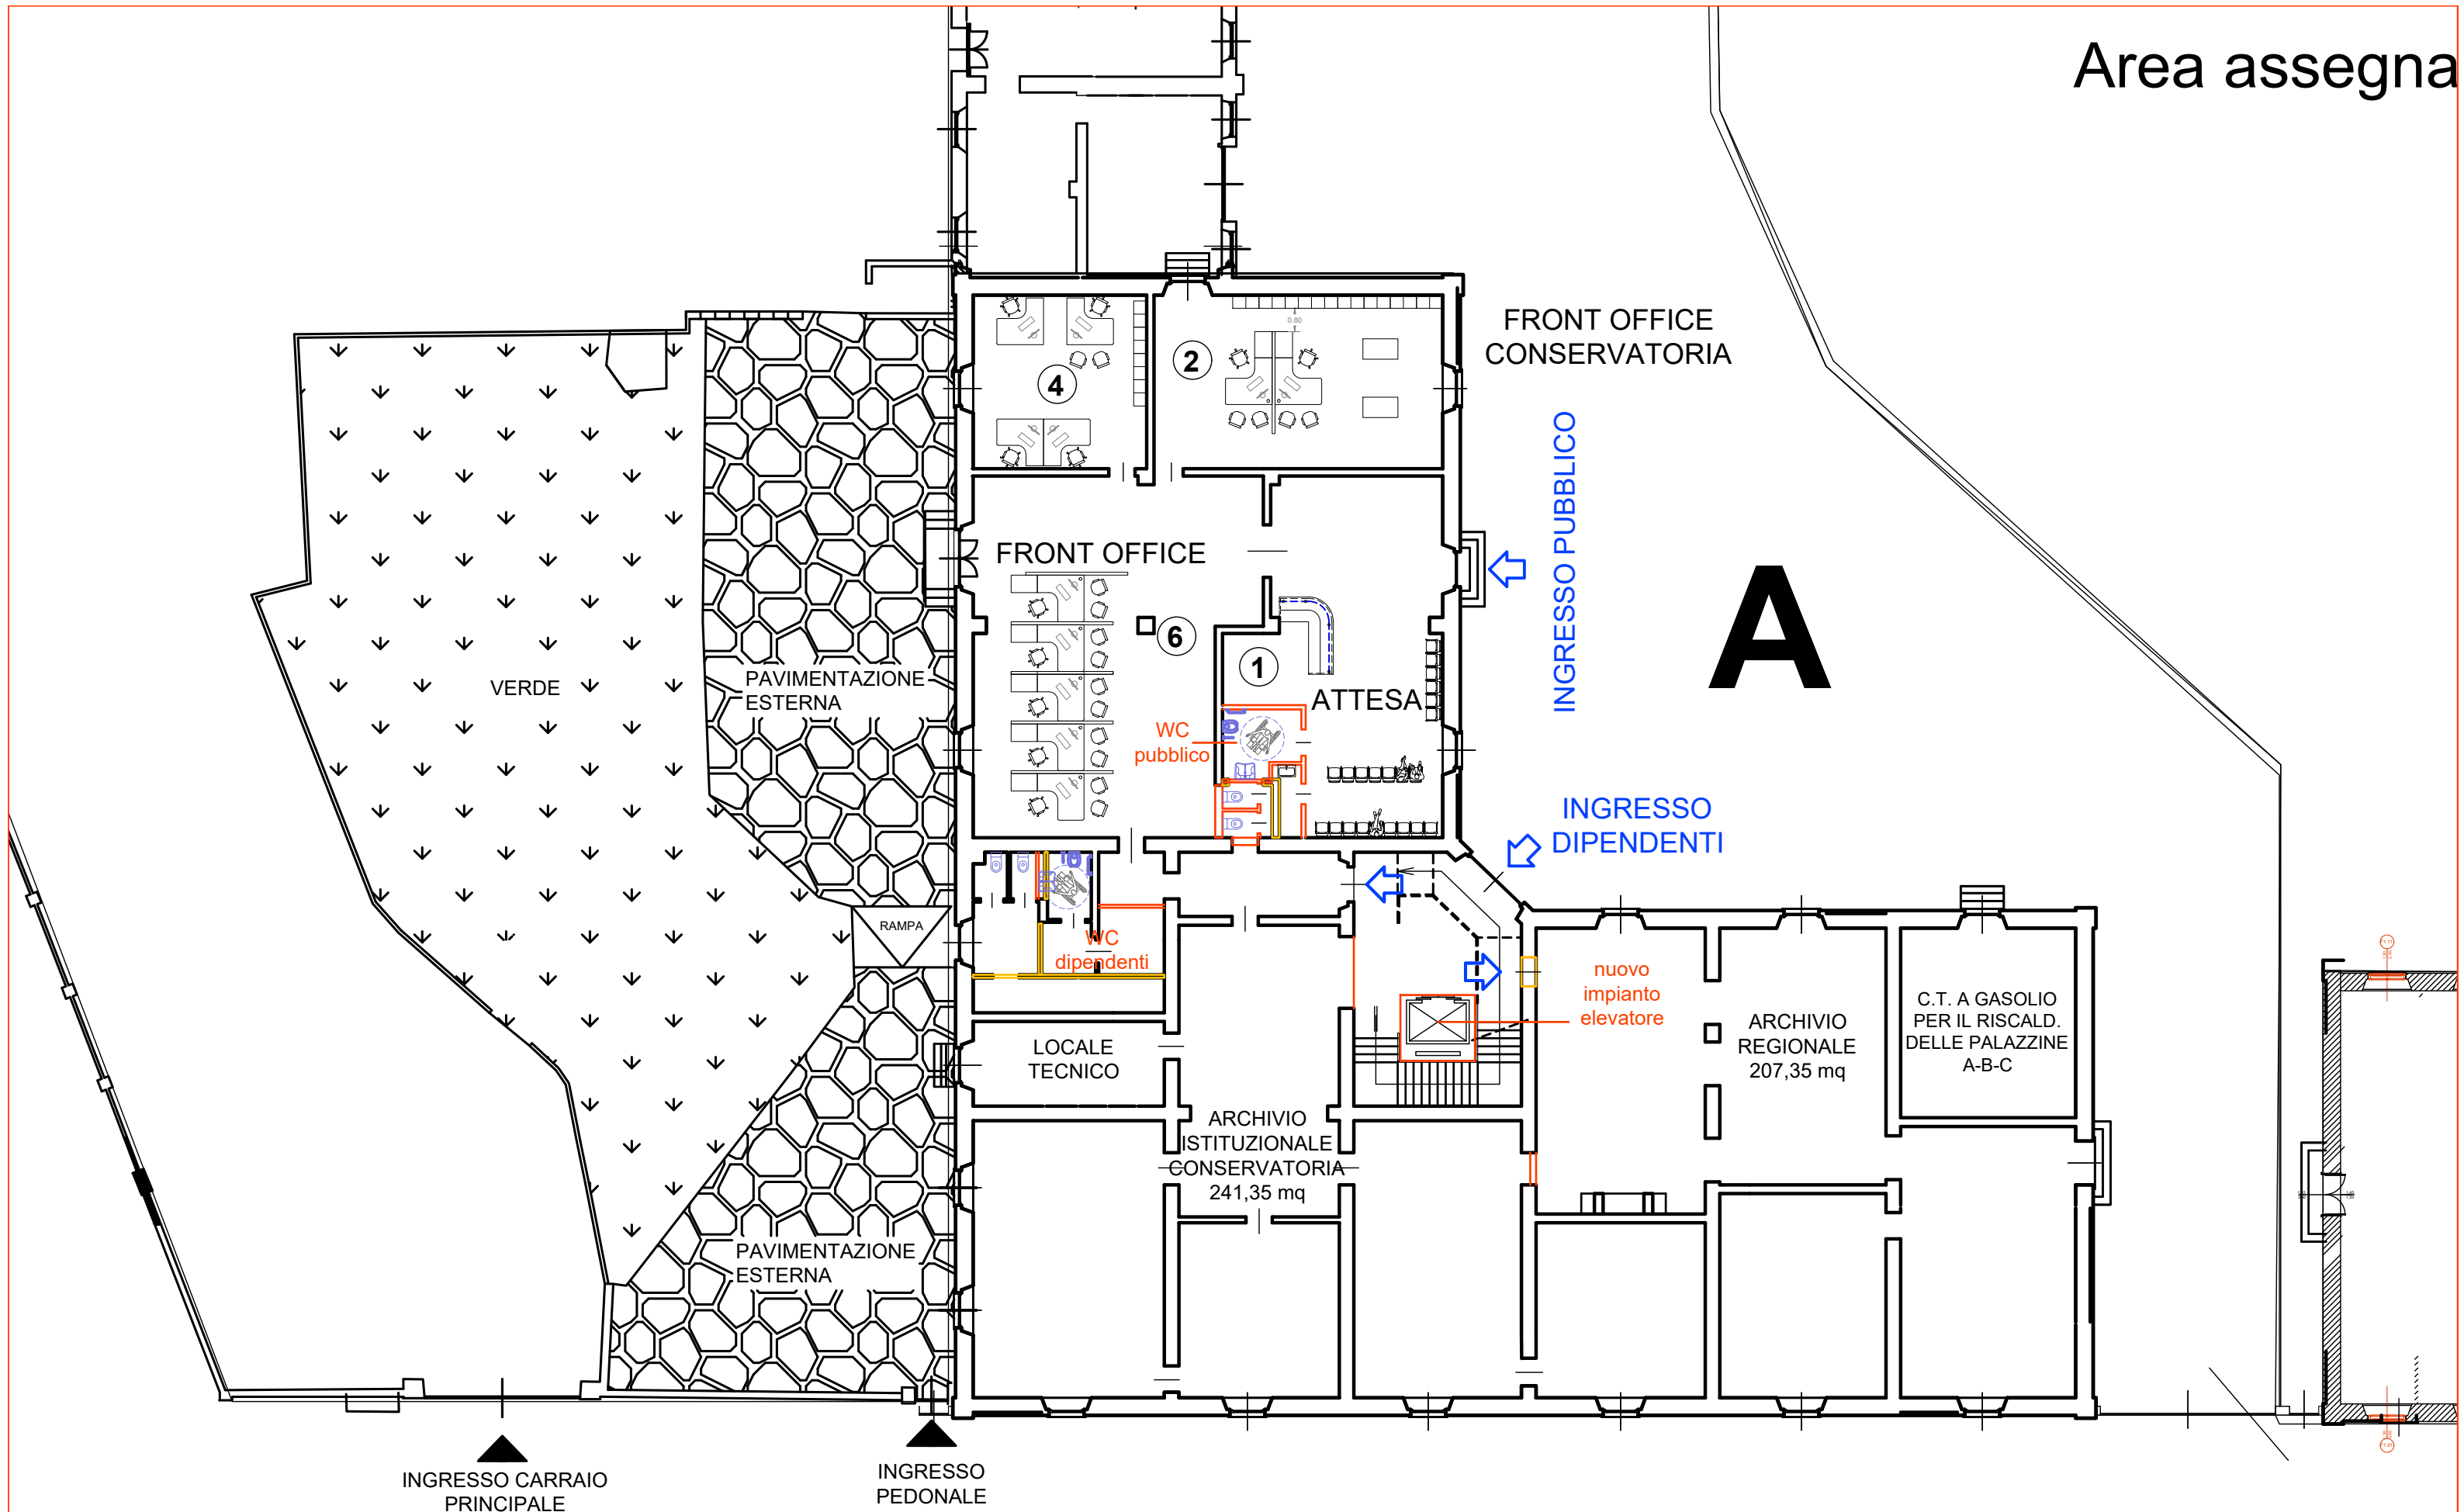 Area assegna
FRONT OFFICE
CONSERVATORIA
0.80
4
2
INGRESSO PUBBLICO
A
FRONT OFFICE
6
1
ATTESA
VERDE
PAVIMENTAZIONE
ESTERNA
WC
pubblico
INGRESSO
DIPENDENTI
RAMPA
WC
dipendenti
nuovo
impianto
elevatore
LOCALE
TECNICO
ARCHIVIO
REGIONALE
207,35 mq
C.T. A GASOLIO
PER IL RISCALD.
DELLE PALAZZINE
A-B-C
ARCHIVIO
ISTITUZIONALE
CONSERVATORIA
241,35 mq
PAVIMENTAZIONE
ESTERNA
INGRESSO CARRAIO
PRINCIPALE
INGRESSO
PEDONALE